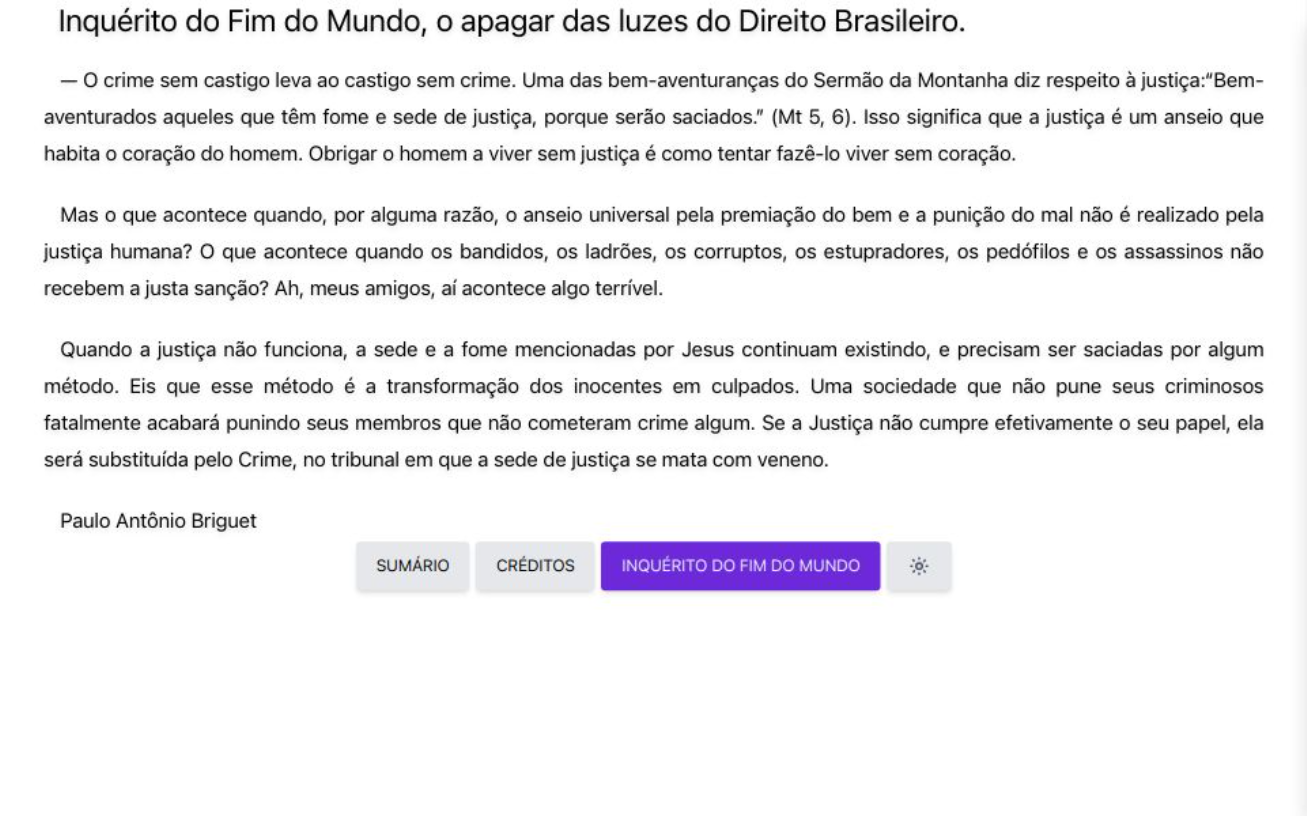 Inquérito do Fim do Mundo, o apagar das luzes do Direito Brasileiro.
— O crime sem castigo leva ao castigo sem crime. Uma das bem-aventuranças do Sermão da Montanha diz respeito à justiça:“Bem-
aventurados aqueles que têm fome e sede de justiça, porque serão saciados.” (Mt 5, 6). Isso significa que a justiça é um anseio que
habita o coração do homem. Obrigar o homem a viver sem justiça é como tentar fazê-lo viver sem coração.
Mas o que acontece quando, por alguma razão, o anseio universal pela premiação do bem e a punição do mal não é realizado pela
justiça humana? O que acontece quando os bandidos, os ladrões, os corruptos, os estupradores, os pedófilos e os assassinos não
recebem a justa sanção? Ah, meus amigos, aí acontece algo terrível.
Quando a justiça não funciona, a sede e a fome mencionadas por Jesus continuam existindo, e precisam ser saciadas por algum
método. Eis que esse método é a transformação dos inocentes em culpados. Uma sociedade que não pune seus criminosos
fatalmente acabará punindo seus membros que não cometeram crime algum. Se a Justiça não cumpre efetivamente o seu papel, ela
será substituída pelo Crime, no tribunal em que a sede de justiça se mata com veneno.
Paulo Antônio Briguet
SUMÁRIO CRÉDITOS INQUÉRITO DO FIM DO MUNDO